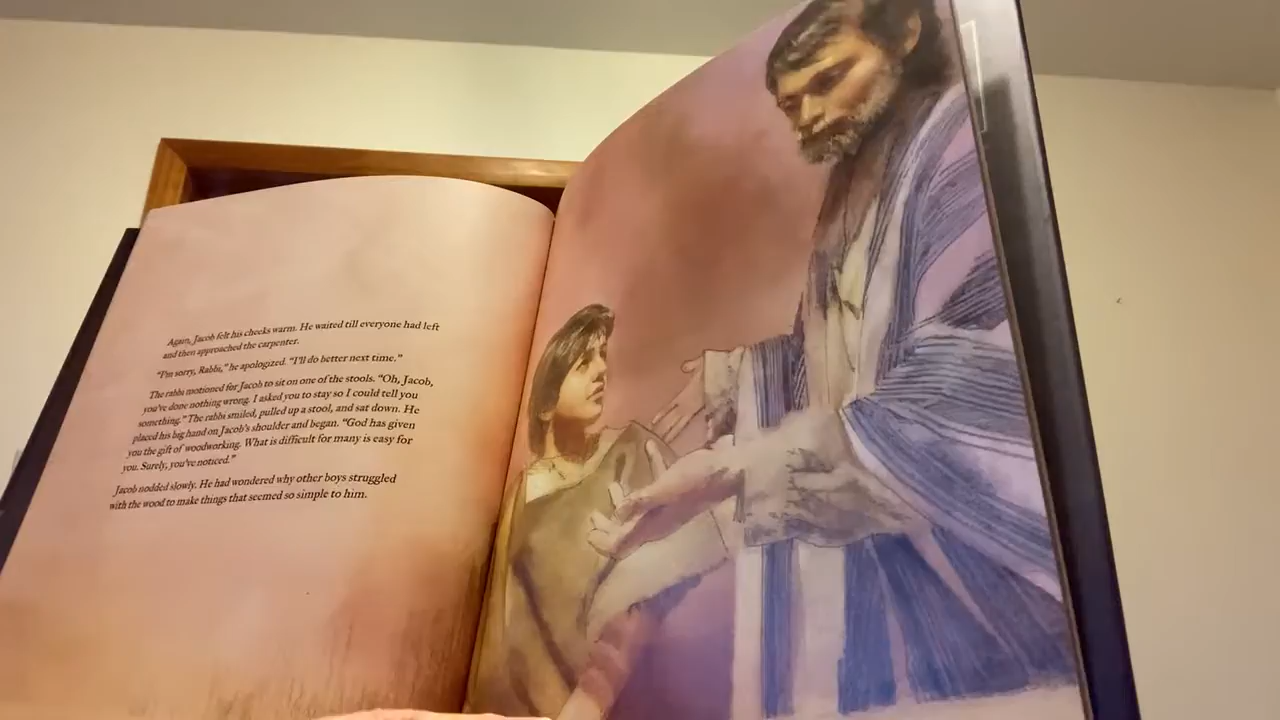 Again, Jacob felt his cheeks warm. He waited till everyone had left
and then approached the carpenter.
"I'm sorry, Rabbi," he apologized. "I'll do better next time."
The rabbi motioned for Jacob to sit on one of the stools. "Oh, Jacob,
you've done nothing wrong. I asked you to stay so I could tell you
something." The rabbi smiled, pulled up a stool, and sat down. He
placed his big hand on Jacob's shoulder and began. "God has given
you the gift of woodworking. What is difficult for many is easy for
you. Surely, you've noticed."
Jacob nodded slowly. He had wondered why other boys struggled
with the wood to make things that seemed so simple to him.